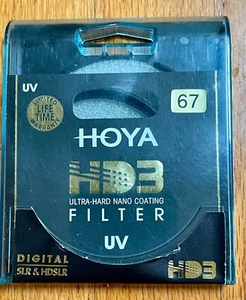 UV
67
LIMITED
LIFE
TIME
WARRANTY
HOYA
HD3
ULTRA-HARD NANO COATING
FILTER
UV
DIGITAL
SLR & HDSLR
HD3